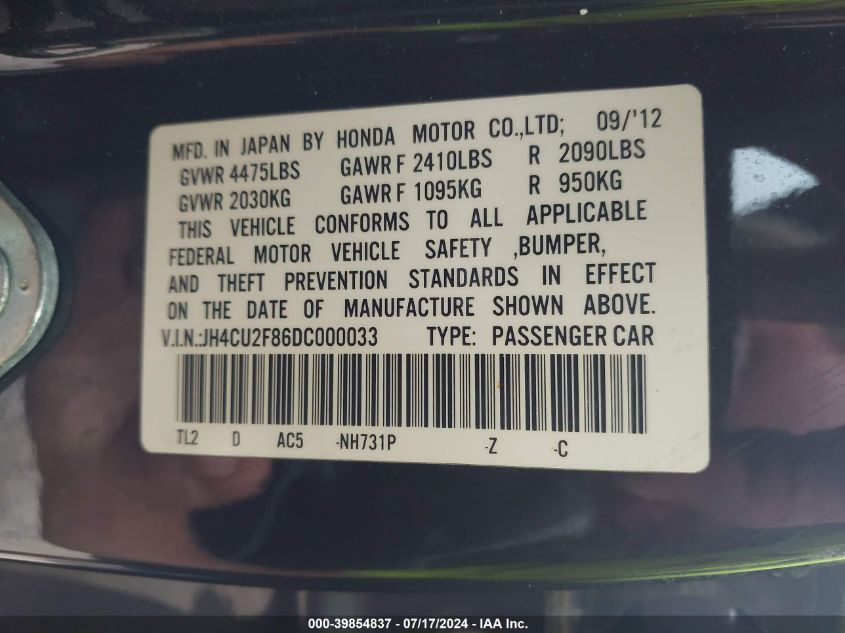 MFD. IN JAPAN BY HONDA MOTOR CO.,LTD; 09/'12
GVWR 4475LBS GAWR F 2410LBS R 2090LBS
GVWR 2030KG GAWR F 1095KG R 950KG
THIS VEHICLE CONFORMS TO ALL APPLICABLE
FEDERAL MOTOR VEHICLE SAFETY ,BUMPER,
AND THEFT PREVENTION STANDARDS IN EFFECT
ON THE DATE OF MANUFACTURE SHOWN ABOVE.
V.I.N.:JH4CU2F86DC000033 TYPE: PASSENGER CAR
TL2 D AC5 -NH731P -Z -C
000-39854837 - 07/17/2024 - IAA Inc.